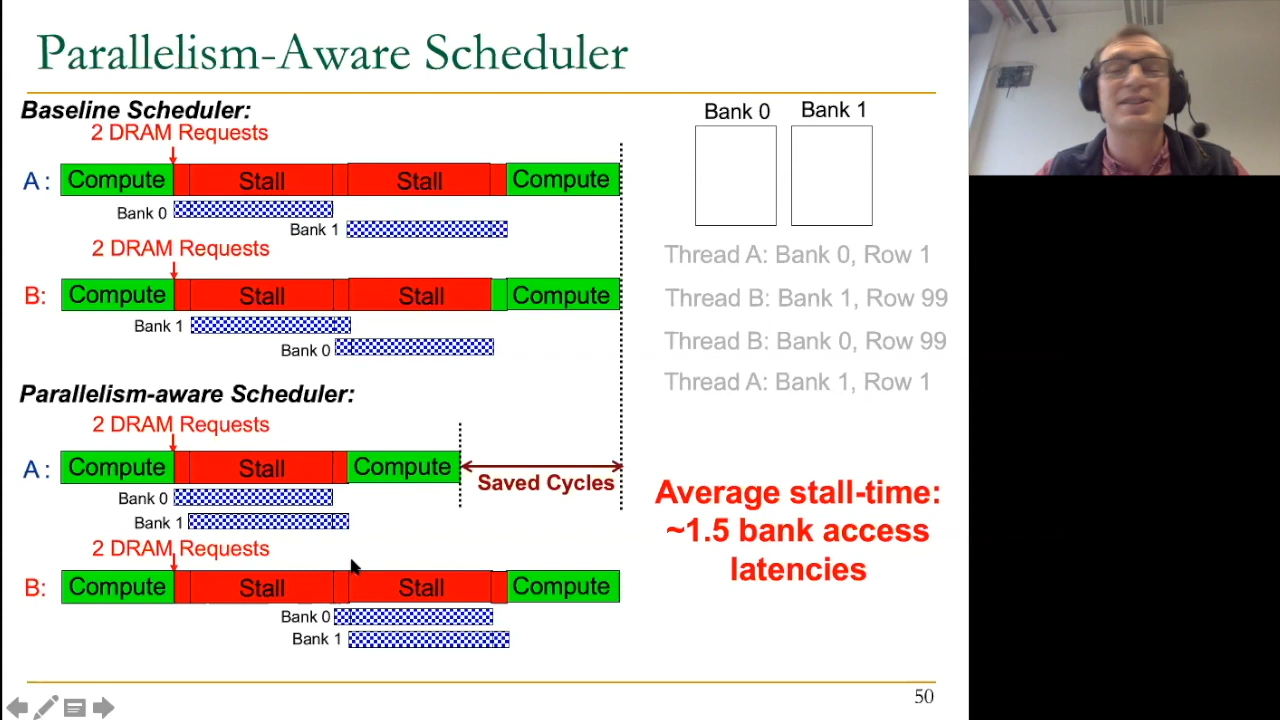 Parallelism-Aware Scheduler
Baseline Scheduler:
2 DRAM Requests
A :
Compute
Stall
Stall
Compute
Bank 0
Bank 1
2 DRAM Requests
B:
Compute
Stall
Stall
Compute
Bank 1
Bank 0
Parallelism-aware Scheduler:
2 DRAM Requests
A :
Compute
Stall
Compute
Saved Cycles
Bank 0
Bank 1
2 DRAM Requests
B:
Compute
Stall
Stall
Compute
Bank 0
Bank 1
Bank 0
Bank 1
Thread A: Bank 0, Row 1
Thread B: Bank 1, Row 99
Thread B: Bank 0, Row 99
Thread A: Bank 1, Row 1
Average stall-time:
~1.5 bank access
latencies
50